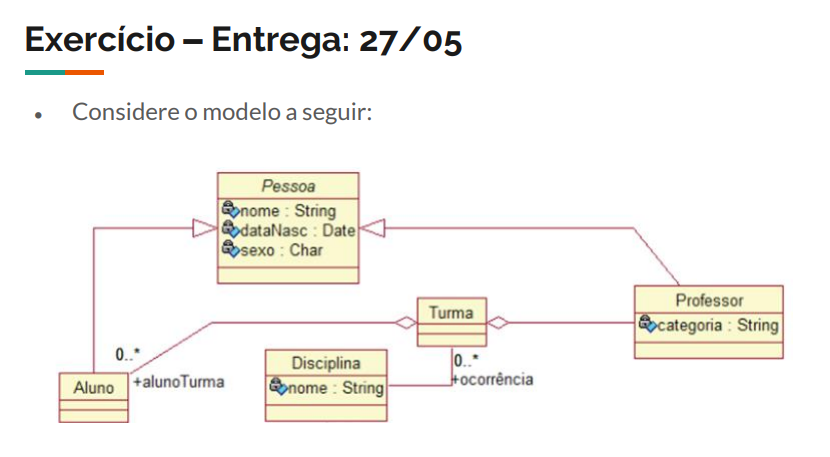 Exercício – Entrega: 27/05
Considere o modelo a seguir:
Pessoa
nome : String
dataNasc : Date
sexo : Char
Turma
Professor
categoria : String
0..*
+alunoTurma
Aluno
Disciplina
nome : String
0..*
+ocorrência